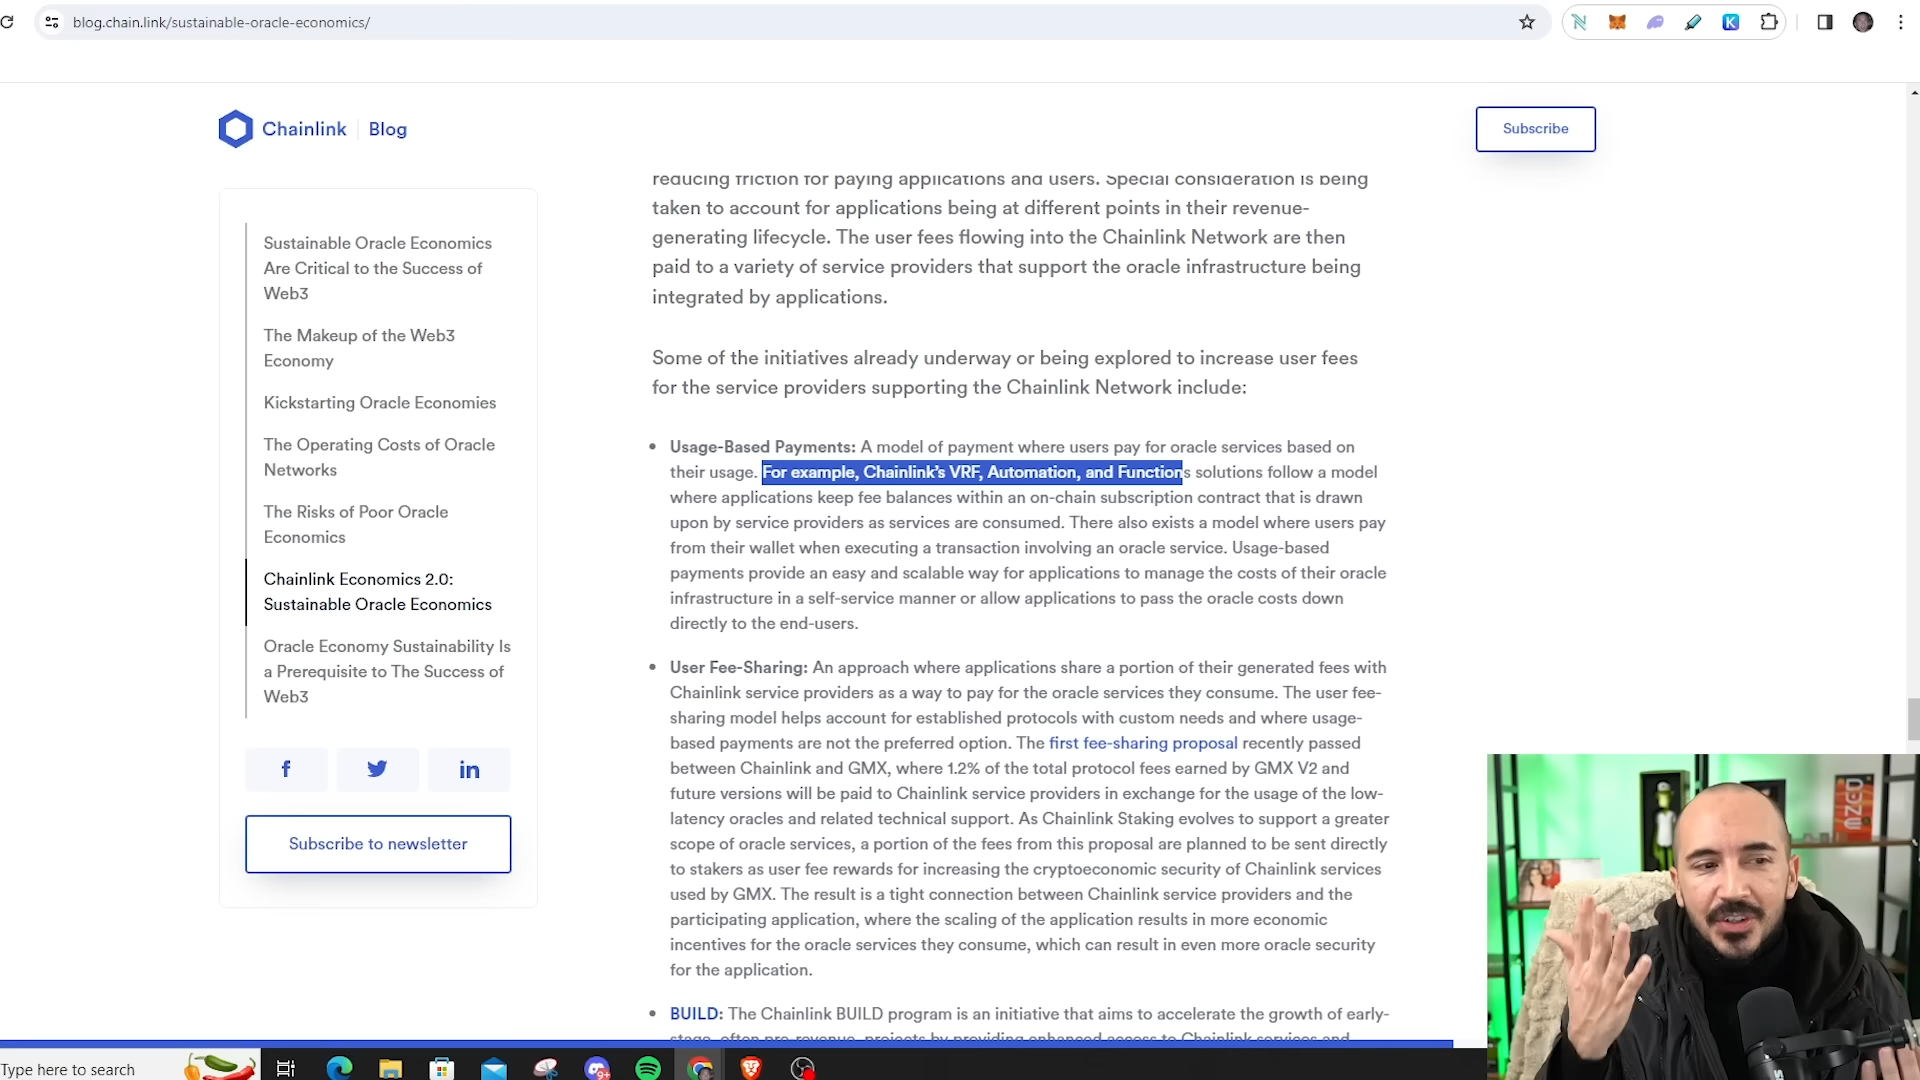 blog.chain.link/sustainable-oracle-economics/
Chainlink Blog
Subscribe
Sustainable Oracle Economics
Are Critical to the Success of
Web3
The Makeup of the Web3
Economy
Kickstarting Oracle Economies
The Operating Costs of Oracle
Networks
The Risks of Poor Oracle
Economics
Chainlink Economics 2.0:
Sustainable Oracle Economics
Oracle Economy Sustainability Is
a Prerequisite to The Success of
Web3
Subscribe to newsletter
reducing friction for paying applications and users. Special consideration is being
taken to account for applications being at different points in their revenue-
generating lifecycle. The user fees flowing into the Chainlink Network are then
paid to a variety of service providers that support the oracle infrastructure being
integrated by applications.
Some of the initiatives already underway or being explored to increase user fees
for the service providers supporting the Chainlink Network include:
• Usage-Based Payments: A model of payment where users pay for oracle services based on
their usage. For example, Chainlink's VRF, Automation, and Functions solutions follow a model
where applications keep fee balances within an on-chain subscription contract that is drawn
upon by service providers as services are consumed. There also exists a model where users pay
from their wallet when executing a transaction involving an oracle service. Usage-based
payments provide an easy and scalable way for applications to manage the costs of their oracle
infrastructure in a self-service manner or allow applications to pass the oracle costs down
directly to the end-users.
• User Fee-Sharing: An approach where applications share a portion of their generated fees with
Chainlink service providers as a way to pay for the oracle services they consume. The user fee-
sharing model helps account for established protocols with custom needs and where usage-
based payments are not the preferred option. The first fee-sharing proposal recently passed
between Chainlink and GMX, where 1.2% of the total protocol fees earned by GMX V2 and
future versions will be paid to Chainlink service providers in exchange for the usage of the low-
latency oracles and related technical support. As Chainlink Staking evolves to support a greater
scope of oracle services, a portion of the fees from this proposal are planned to be sent directly
to stakers as user fee rewards for increasing the cryptoeconomic security of Chainlink services
used by GMX. The result is a tight connection between Chainlink service providers and the
participating application, where the scaling of the application results in more economic
incentives for the oracle services they consume, which can result in even more oracle security
for the application.
• BUILD: The Chainlink BUILD program is an initiative that aims to accelerate the growth of early-
stage, often pre-revenue, projects by providing enhanced access to Chainlink services and
Type here to search